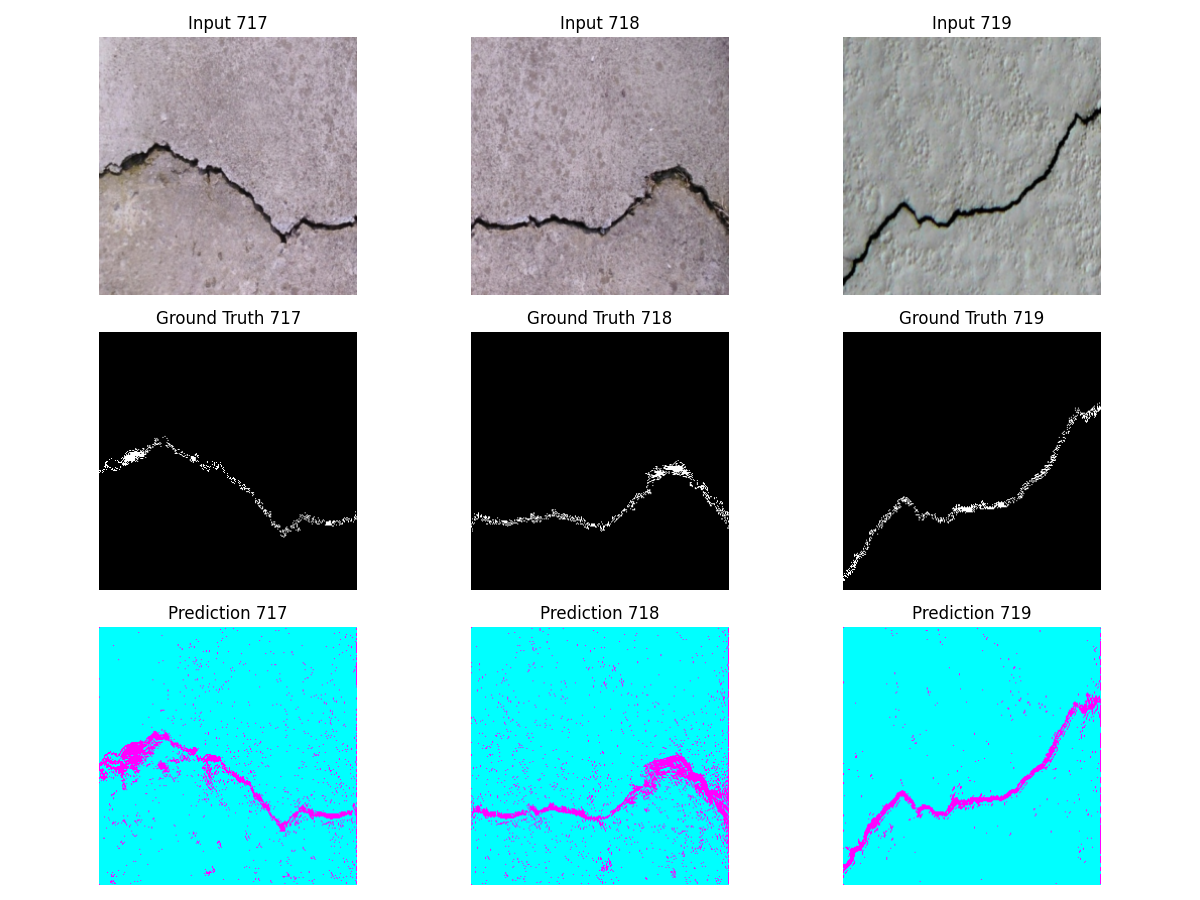 Input 717
Input 718
Input 719
Ground Truth 717
Ground Truth 718
Ground Truth 719
Prediction 717
Prediction 718
Prediction 719